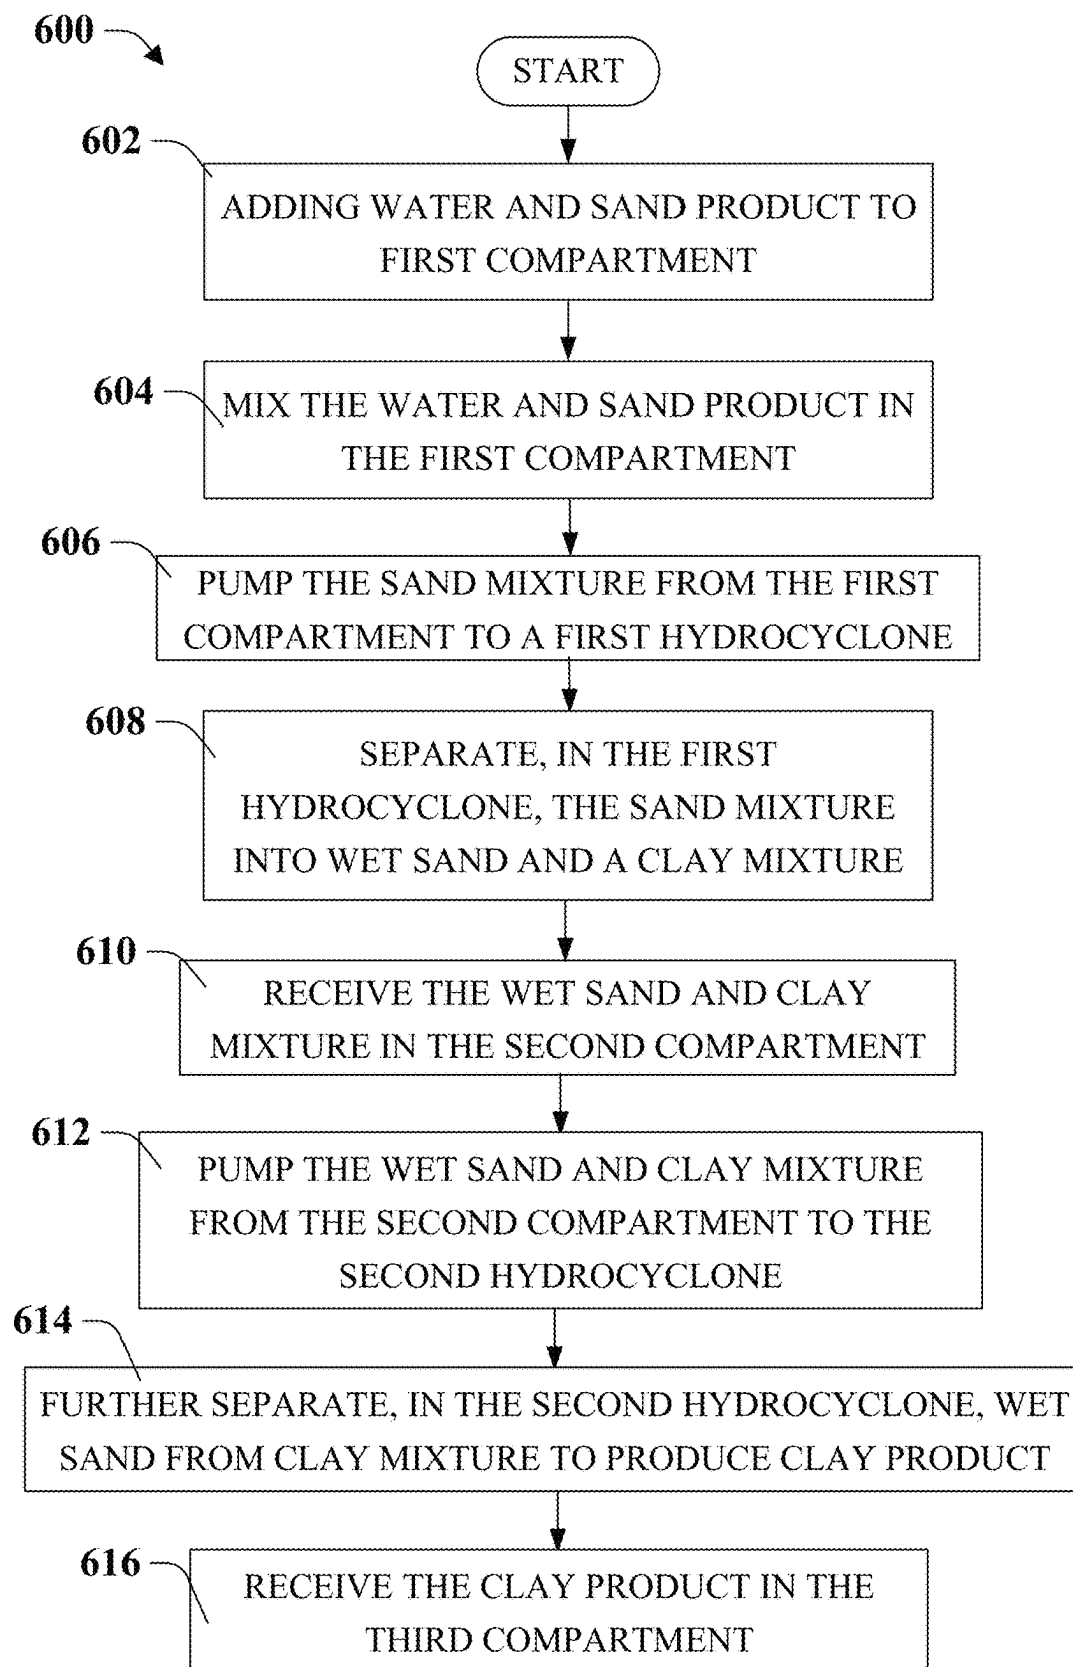 600
START
602
ADDING WATER AND SAND PRODUCT TO
FIRST COMPARTMENT
604
MIX THE WATER AND SAND PRODUCT IN
THE FIRST COMPARTMENT
606
PUMP THE SAND MIXTURE FROM THE FIRST
COMPARTMENT TO A FIRST HYDROCYCLONE
608
SEPARATE, IN THE FIRST
HYDROCYCLONE, THE SAND MIXTURE
INTO WET SAND AND A CLAY MIXTURE
610
RECEIVE THE WET SAND AND CLAY
MIXTURE IN THE SECOND COMPARTMENT
612
PUMP THE WET SAND AND CLAY MIXTURE
FROM THE SECOND COMPARTMENT TO THE
SECOND HYDROCYCLONE
614
FURTHER SEPARATE, IN THE SECOND HYDROCYCLONE, WET
SAND FROM CLAY MIXTURE TO PRODUCE CLAY PRODUCT
616
RECEIVE THE CLAY PRODUCT IN THE
THIRD COMPARTMENT